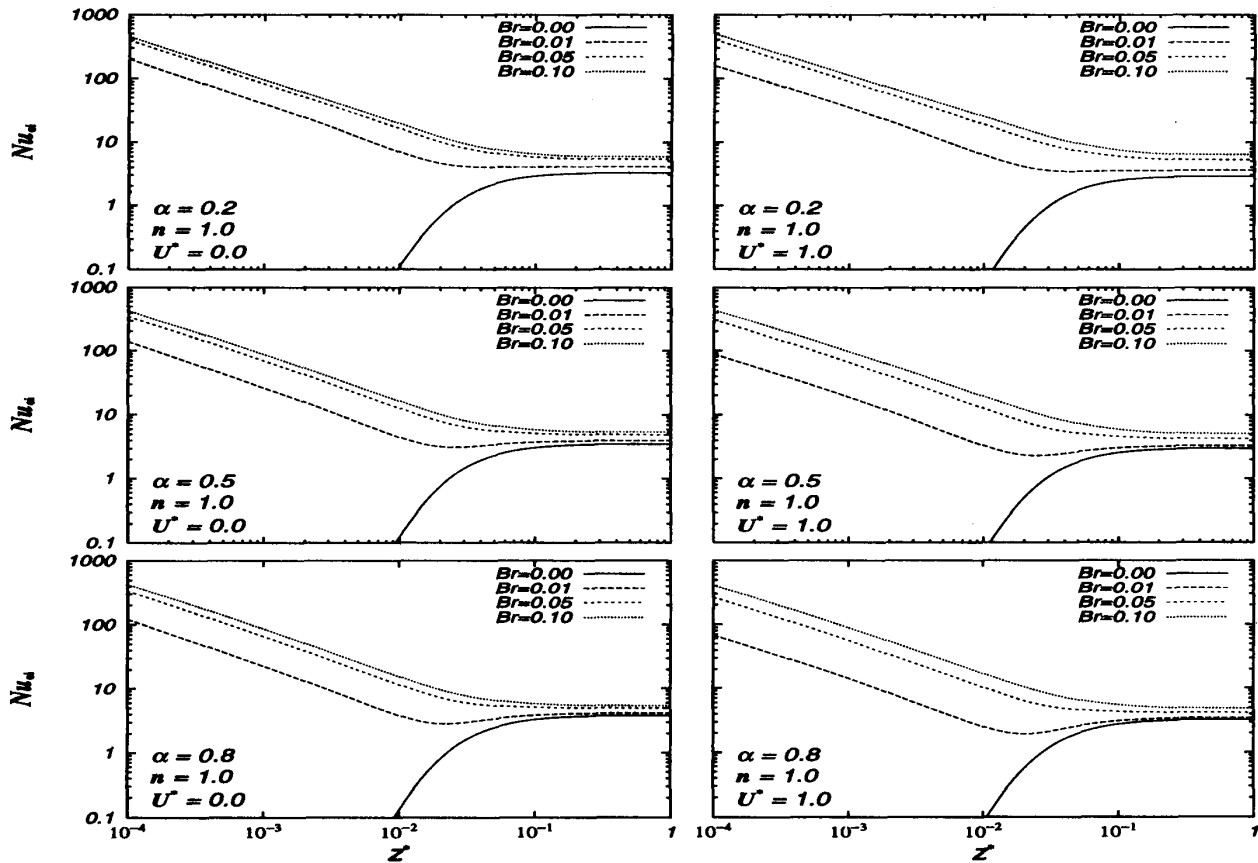 1000
100
10
1
0.1
Nu
Br=0.00
Br=0.01
Br=0.05
Br=0.10
α = 0.2
n = 1.0
U* = 0.0
Br=0.00
Br=0.01
Br=0.05
Br=0.10
α = 0.2
n = 1.0
U* = 1.0
1000
100
10
1
0.1
Nu
Br=0.00
Br=0.01
Br=0.05
Br=0.10
α = 0.5
n = 1.0
U* = 0.0
Br=0.00
Br=0.01
Br=0.05
Br=0.10
α = 0.5
n = 1.0
U* = 1.0
1000
100
10
1
0.1
Nu
Br=0.00
Br=0.01
Br=0.05
Br=0.10
α = 0.8
n = 1.0
U* = 0.0
10⁻⁴ 10⁻³ 10⁻² 10⁻¹ 1
z*
Br=0.00
Br=0.01
Br=0.05
Br=0.10
α = 0.8
n = 1.0
U* = 1.0
10⁻⁴ 10⁻³ 10⁻² 10⁻¹ 1
z*